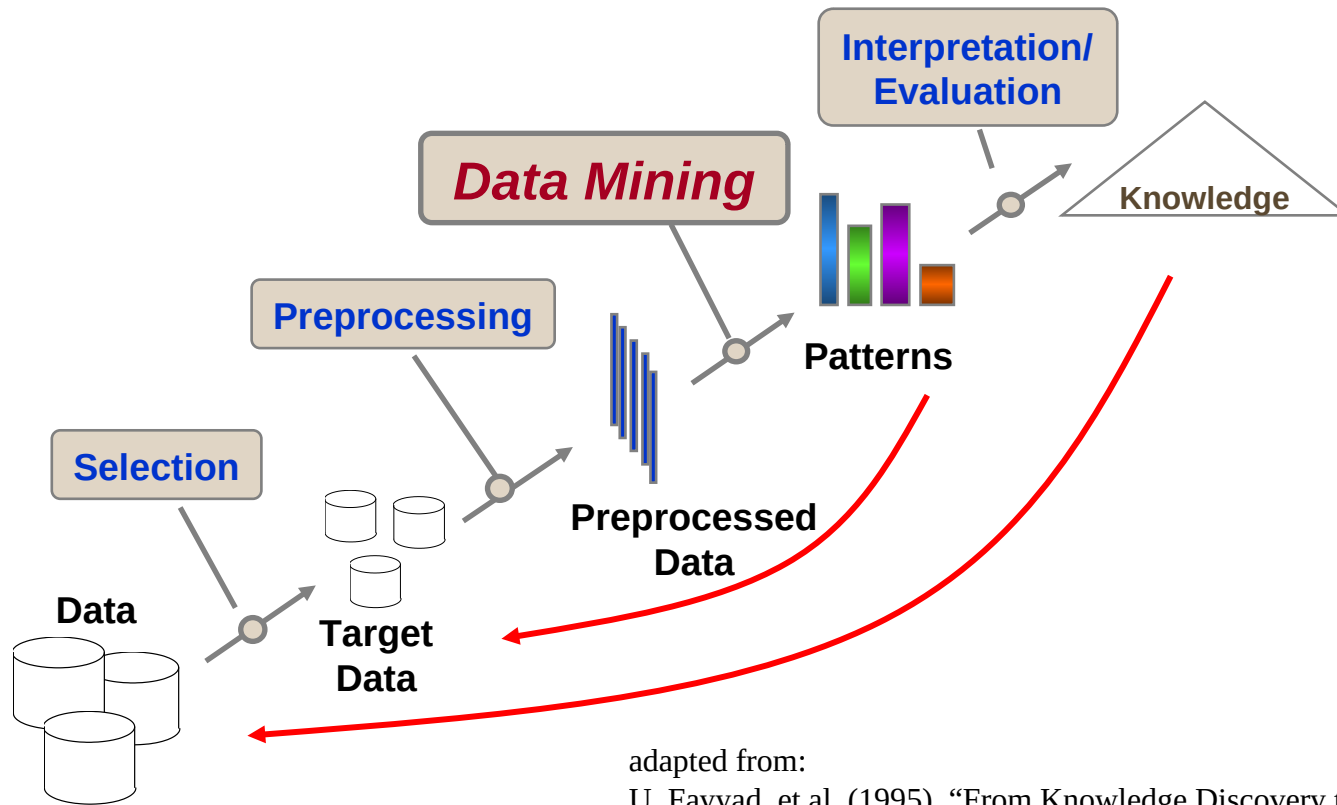 Interpretation/
Evaluation
Data Mining
Knowledge
Preprocessing
Patterns
Selection
Preprocessed
Data
Data
Target
Data
adapted from:
U. Fayyad, et al. (1995), “From Knowledge Discovery t